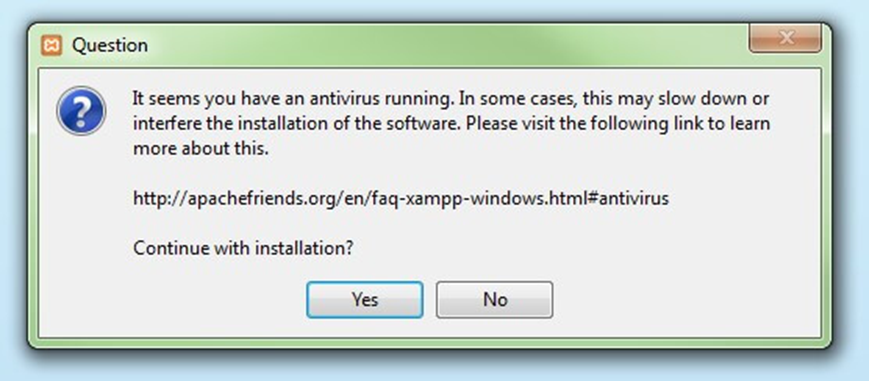 Question
It seems you have an antivirus running. In some cases, this may slow down or
interfere the installation of the software. Please visit the following link to learn
more about this.
http://apachefriends.org/en/faq-xampp-windows.html#antivirus
Continue with installation?
Yes
No